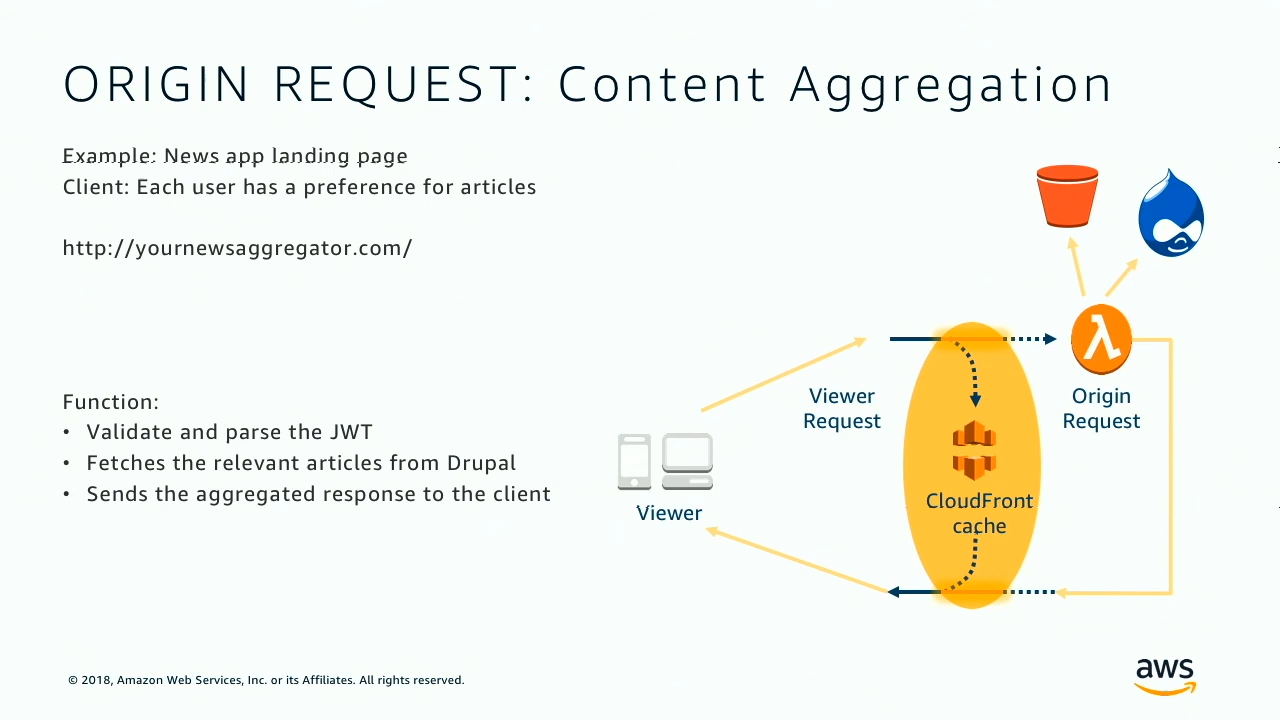 ORIGIN REQUEST: Content Aggregation
Example: News app landing page
Client: Each user has a preference for articles
http://yournewsaggregator.com/
Function:
• Validate and parse the JWT
• Fetches the relevant articles from Drupal
• Sends the aggregated response to the client
Viewer
Request
Origin
Request
Viewer
CloudFront
cache
© 2018, Amazon Web Services, Inc. or its Affiliates. All rights reserved.
aws